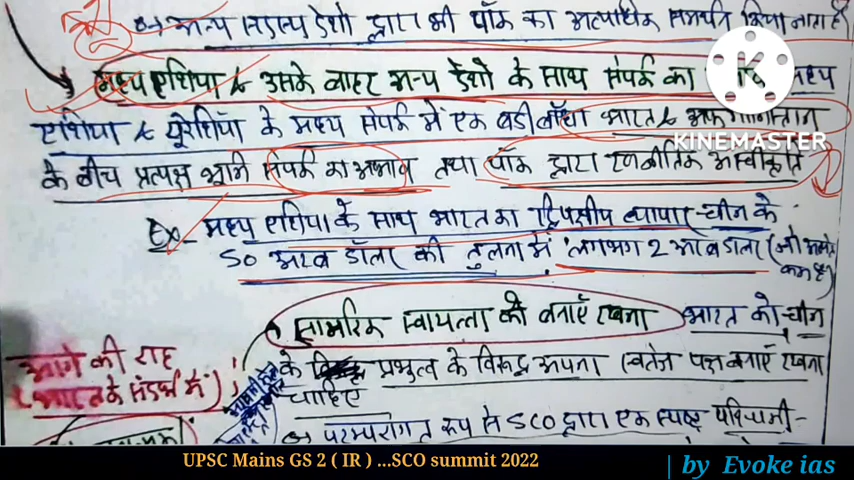 अन्य सदस्य देशो द्वारा भी पाक का अत्याधिक समर्थन किया जाता है।
मध्य एशिया & उसके बाहर अन्य देशों के साथ संपर्क का मध्य
KINEMASTER
एशिया & यूरेशिया के मध्य संपर्क में एक बडी बाधा भारत & अफगानिस्तान
के बीच प्रत्यक्ष भूमि संपर्क का अभाव तथा पाक द्वारा रणनीतिक अस्वीकृति
Ex- मध्य एशिया के साथ भारत का द्विपक्षीय व्यापार चीन के
50 अरब डॉलर की तुलना में लगभग 2 अरब डालर (जो
कम है)
सामरिक स्वायत्ता की बनाएँ रखना भारत को चीन
आगे की राह
(भारत के संदर्भ में)
के प्रभुत्व के विरूद्ध अपना स्वतंत्र पक्ष बनाएँ रखना
चाहिए
परम्परागत रूप से SCO द्वारा एक स्पष्ट पश्चिमी-
UPSC Mains GS 2 ( IR ) ...SCO summit 2022
| by Evoke ias